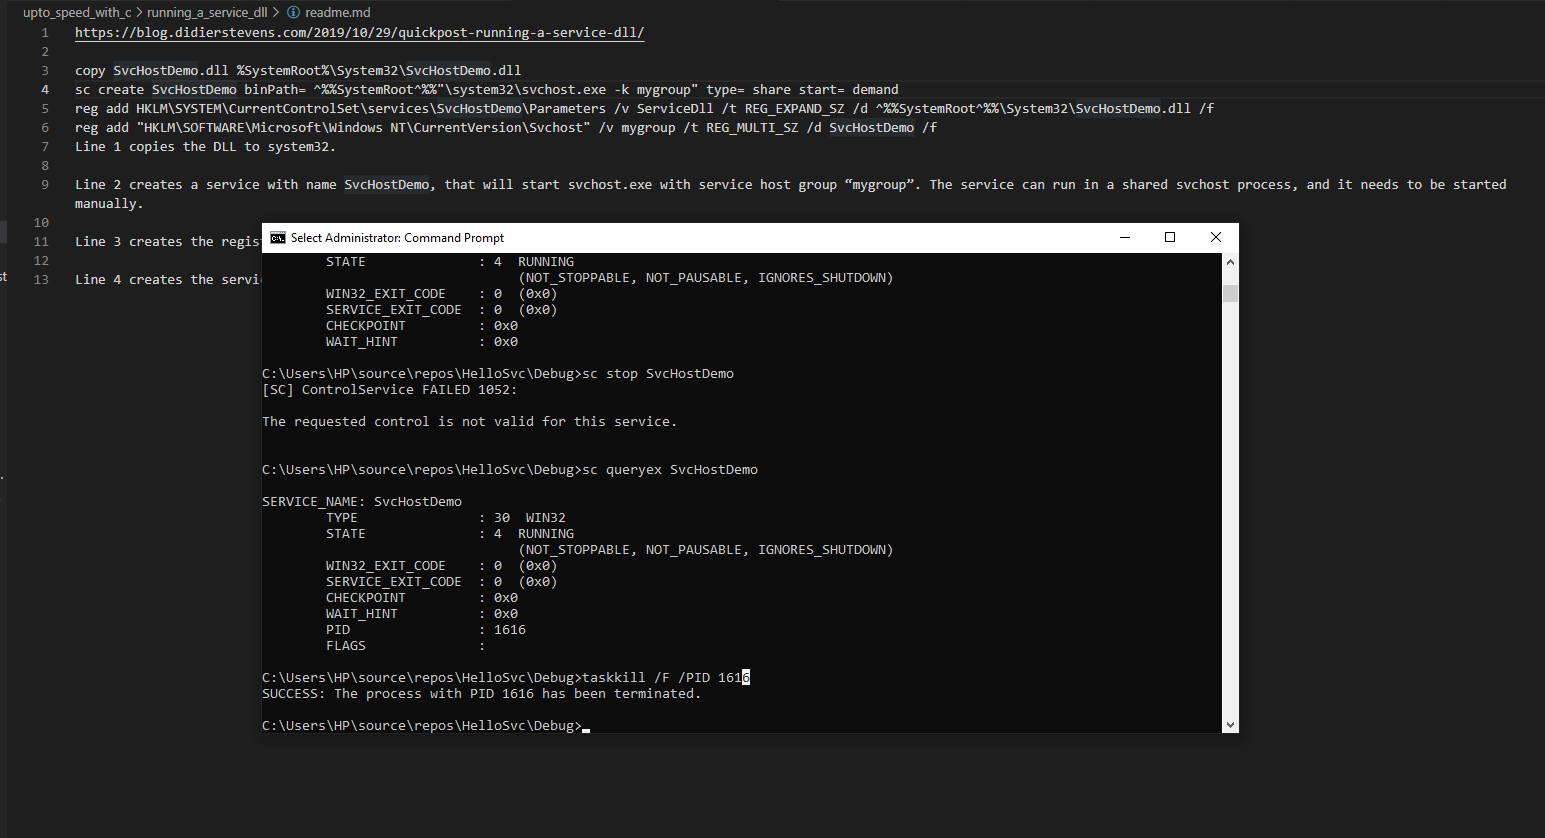 upto_speed_with_c > running_a_service_dll > readme.md
1 https://blog.didierstevens.com/2019/10/29/quickpost-running-a-service-dll/
2
3 copy SvcHostDemo.dll %SystemRoot%\System32\SvcHostDemo.dll
4 sc create SvcHostDemo binPath= ^%%SystemRoot^%%"\system32\svchost.exe -k mygroup" type= share start= demand
5 reg add HKLM\SYSTEM\CurrentControlSet\services\SvcHostDemo\Parameters /v ServiceDll /t REG_EXPAND_SZ /d ^%%SystemRoot^%%\System32\SvcHostDemo.dll /f
6 reg add "HKLM\SOFTWARE\Microsoft\Windows NT\CurrentVersion\Svchost" /v mygroup /t REG_MULTI_SZ /d SvcHostDemo /f
7 Line 1 copies the DLL to system32.
8
9 Line 2 creates a service with name SvcHostDemo, that will start svchost.exe with service host group “mygroup”. The service can run in a shared svchost process, and it needs to be started
manually.
10
11 Line 3 creates the regis
12
13 Line 4 creates the servi
st
Select Administrator: Command Prompt
STATE : 4 RUNNING
(NOT_STOPPABLE, NOT_PAUSABLE, IGNORES_SHUTDOWN)
WIN32_EXIT_CODE : 0 (0x0)
SERVICE_EXIT_CODE : 0 (0x0)
CHECKPOINT : 0x0
WAIT_HINT : 0x0
C:\Users\HP\source\repos\HelloSvc\Debug>sc stop SvcHostDemo
[SC] ControlService FAILED 1052:
The requested control is not valid for this service.
C:\Users\HP\source\repos\HelloSvc\Debug>sc queryex SvcHostDemo
SERVICE_NAME: SvcHostDemo
TYPE : 30 WIN32
STATE : 4 RUNNING
(NOT_STOPPABLE, NOT_PAUSABLE, IGNORES_SHUTDOWN)
WIN32_EXIT_CODE : 0 (0x0)
SERVICE_EXIT_CODE : 0 (0x0)
CHECKPOINT : 0x0
WAIT_HINT : 0x0
PID : 1616
FLAGS :
C:\Users\HP\source\repos\HelloSvc\Debug>taskkill /F /PID 1616
SUCCESS: The process with PID 1616 has been terminated.
C:\Users\HP\source\repos\HelloSvc\Debug>